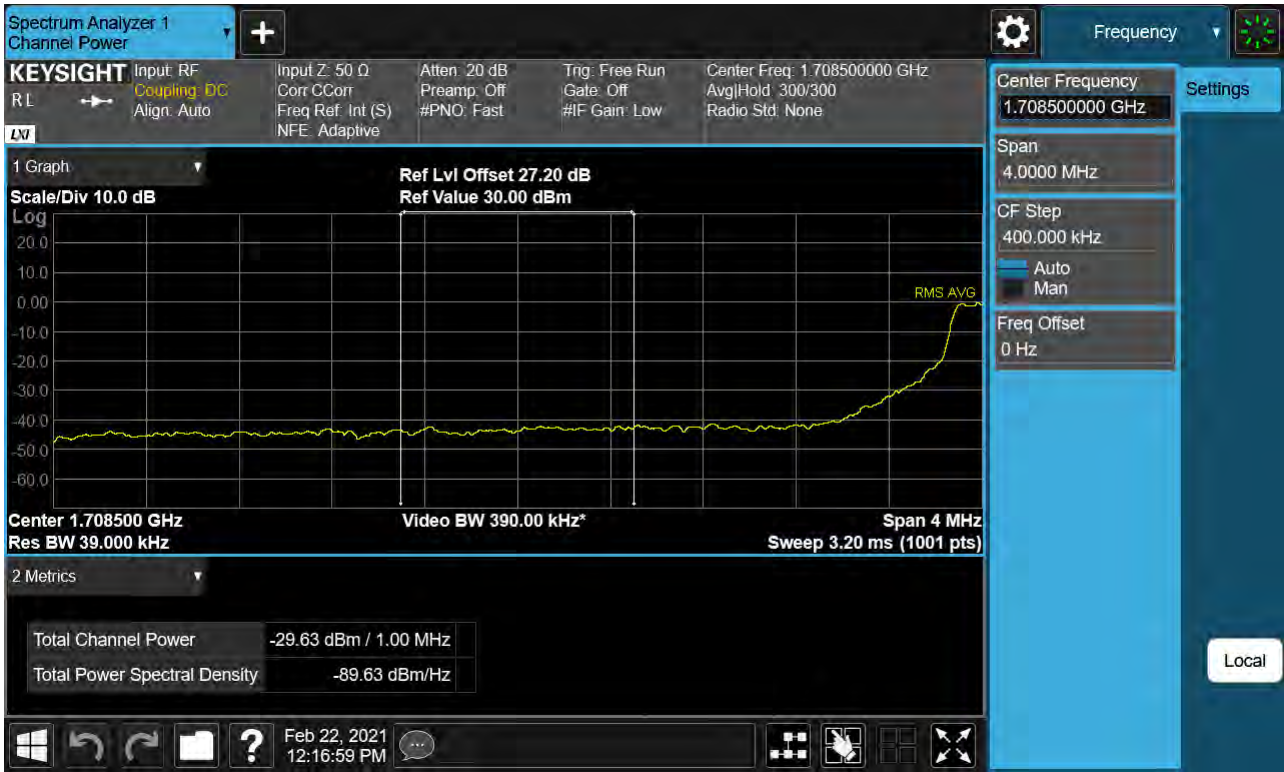 Spectrum Analyzer 1
Channel Power
+
Frequency
KEYSIGHT
RL
LXI
Input: RF
Coupling: DC
Align: Auto
Input Z: 50 Ω
Corr CCorr
Freq Ref: Int (S)
NFE: Adaptive
Atten: 20 dB
Preamp: Off
#PNO: Fast
Trig: Free Run
Gate: Off
#IF Gain: Low
Center Freq: 1.708500000 GHz
Avg|Hold: 300/300
Radio Std: None
1 Graph
Scale/Div 10.0 dB
Ref Lvl Offset 27.20 dB
Ref Value 30.00 dBm
Log
20.0
10.0
0.00
-10.0
-20.0
-30.0
-40.0
-50.0
-60.0
RMS AVG
Center 1.708500 GHz
Video BW 390.00 kHz*
Span 4 MHz
Res BW 39.000 kHz
Sweep 3.20 ms (1001 pts)
2 Metrics
Total Channel Power -29.63 dBm / 1.00 MHz
Total Power Spectral Density -89.63 dBm/Hz
Center Frequency
1.708500000 GHz
Settings
Span
4.0000 MHz
CF Step
400.000 kHz
Auto
Man
Freq Offset
0 Hz
Local
?
Feb 22, 2021
12:16:59 PM